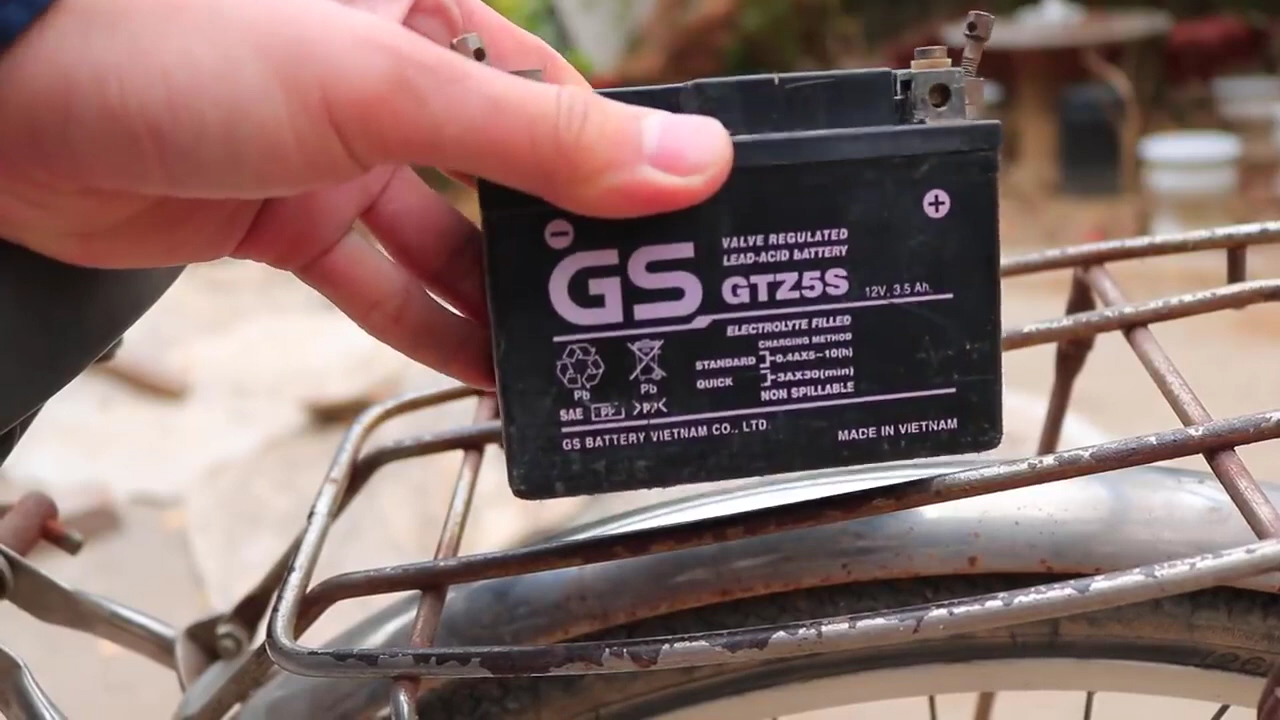 VALVE REGULATED
LEAD-ACID BATTERY
GS
GTZ5S
12V, 3.5 Ah.
ELECTROLYTE FILLED
CHARGING METHOD
STANDARD 0.4AX5~10(h)
QUICK 3AX30(min)
NON SPILLABLE
Pb
Pb
SAE >PP<
GS BATTERY VIETNAM CO., LTD.
MADE IN VIETNAM